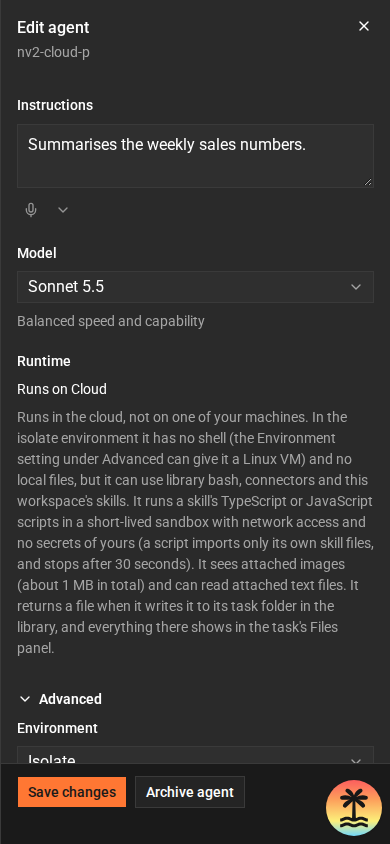 Edit agent
nv2-cloud-p
Instructions
Summarises the weekly sales numbers.
Model
Sonnet 5.5
Balanced speed and capability
Runtime
Runs on Cloud
Runs in the cloud, not on one of your machines. In the
isolate environment it has no shell (the Environment
setting under Advanced can give it a Linux VM) and no
local files, but it can use library bash, connectors and this
workspace's skills. It runs a skill's TypeScript or JavaScript
scripts in a short-lived sandbox with network access and
no secrets of yours (a script imports only its own skill files,
and stops after 30 seconds). It sees attached images
(about 1 MB in total) and can read attached text files. It
returns a file when it writes it to its task folder in the
library, and everything there shows in the task's Files
panel.
Advanced
Environment
Isolate
Save changes
Archive agent